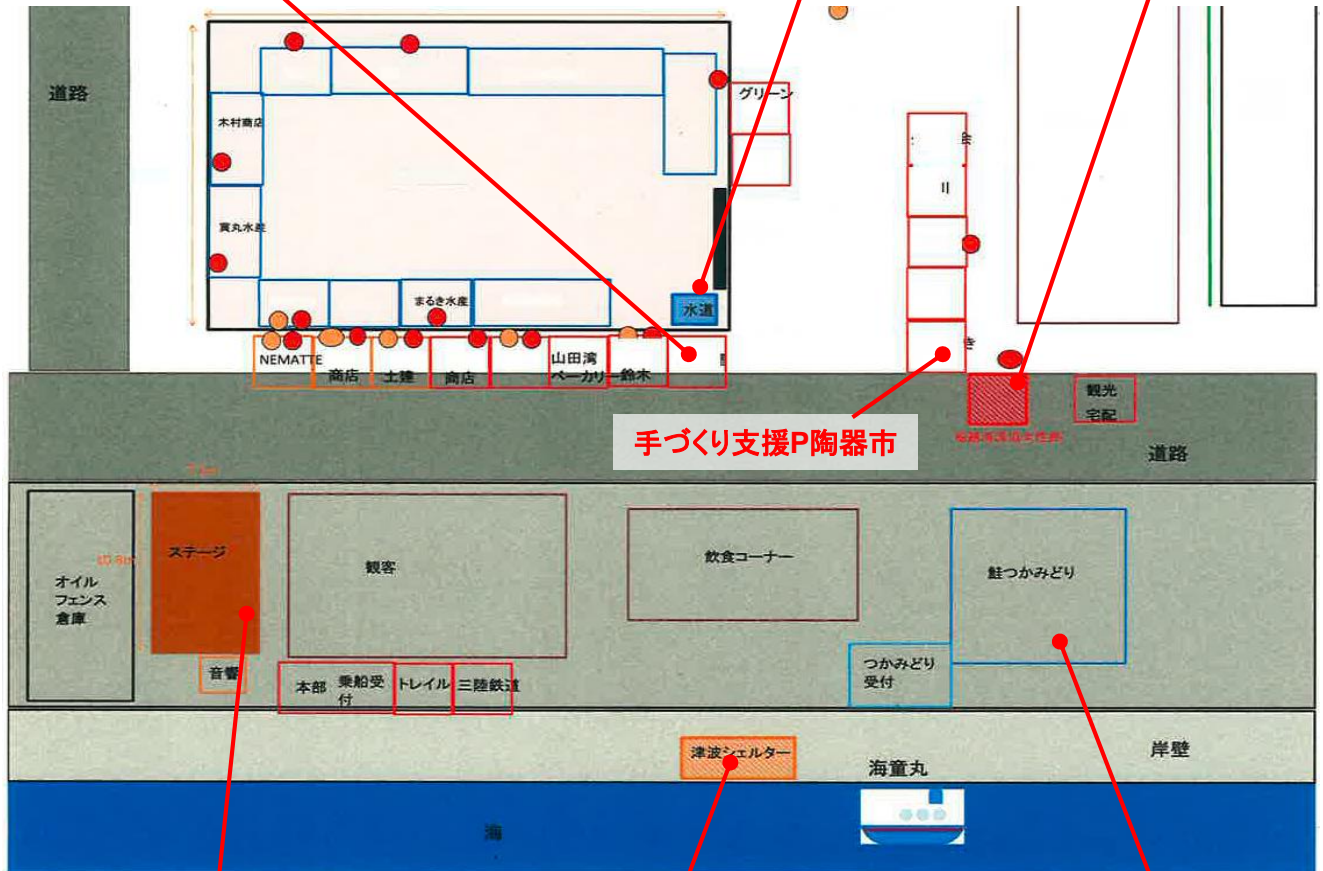 道路
グリーン
木村商店
会
川
寅丸水産
まるき水産
水道
き
NEMATTE
商店
土建
商店
山田湾
ベーカリー
鈴木
観光
宅配
手づくり支援P陶器市
道路
ステージ
観客
飲食コーナー
鮭つかみどり
オイル
フェンス
倉庫
音響
本部
乗船受
付
トレイル
三陸鉄道
つかみどり
受付
津波シェルター
海童丸
岸壁
海